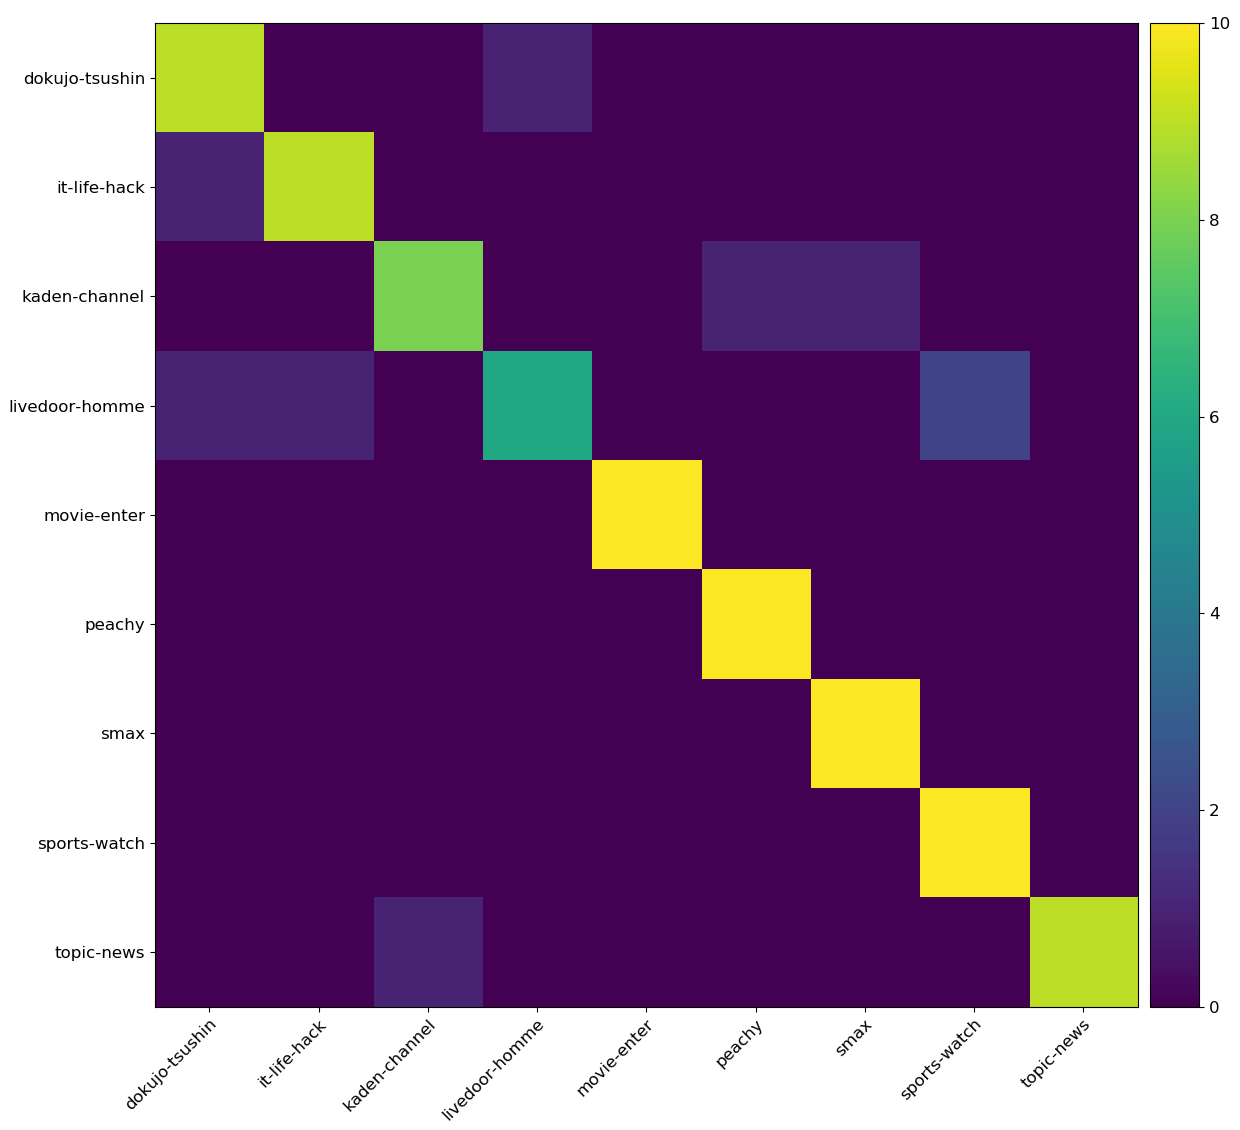 dokujo-tsushin
it-life-hack
kaden-channel
livedoor-homme
movie-enter
peachy
smax
sports-watch
topic-news
dokujo-tsushin
it-life-hack
kaden-channel
livedoor-homme
movie-enter
peachy
smax
sports-watch
topic-news
10
8
6
4
2
0